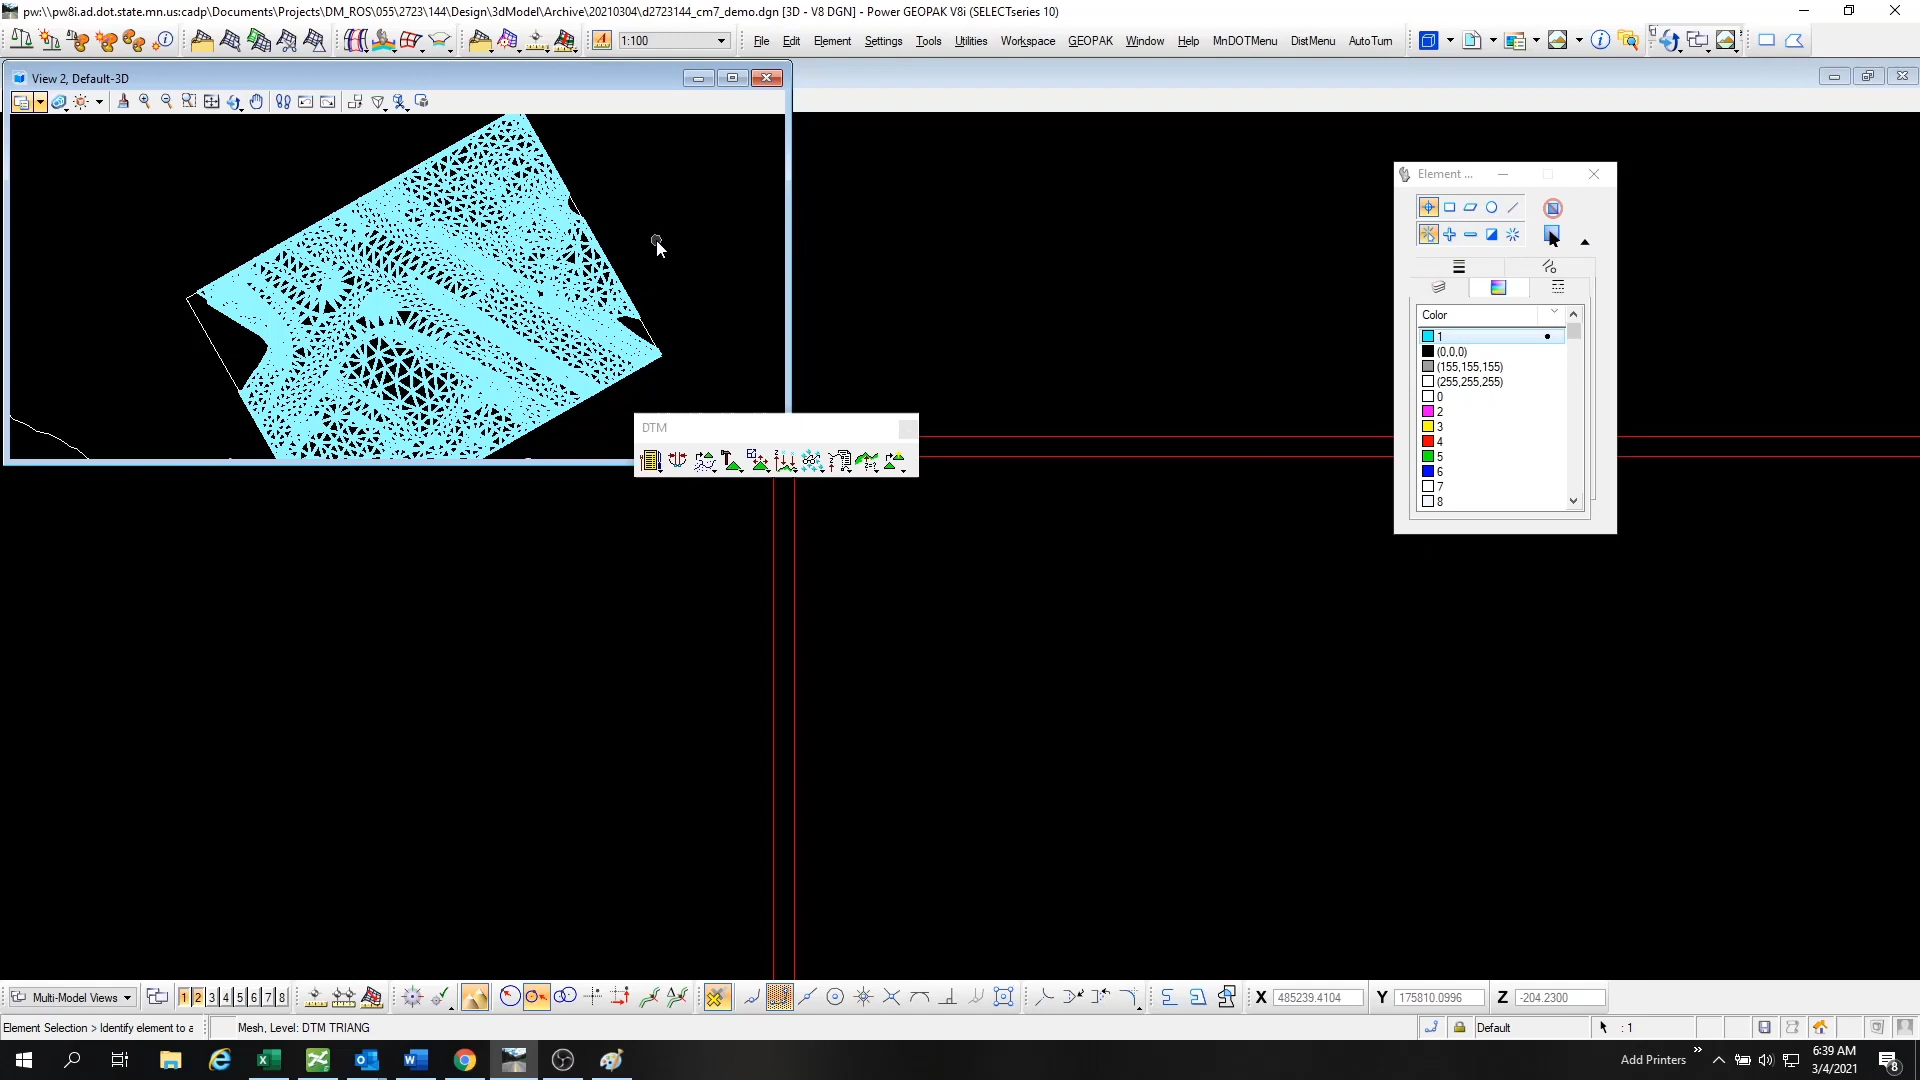 pw:\\pw8i.ad.dot.state.mn.us:cadp\Documents\Projects\DM_ROS\055\2723\144\Design\3dModel\Archive\20210304\d2723144_cm7_demo.dgn [3D - V8 DGN] - Power GEOPAK V8i (SELECTseries 10)
1:100
File Edit Element Settings Tools Utilities Workspace GEOPAK Window Help MnDOTMenu DistMenu AutoTurn
View 2, Default-3D
Element ...
Color
1
(0,0,0)
(155,155,155)
(255,255,255)
0
2
3
4
5
6
7
8
DTM
Multi-Model Views
1 2 3 4 5 6 7 8
X 485239.4104 Y 175810.0996 Z -204.2300
Element Selection > Identify element to a
Mesh, Level: DTM TRIANG
Default
: 1
Add Printers
6:39 AM
3/4/2021
8